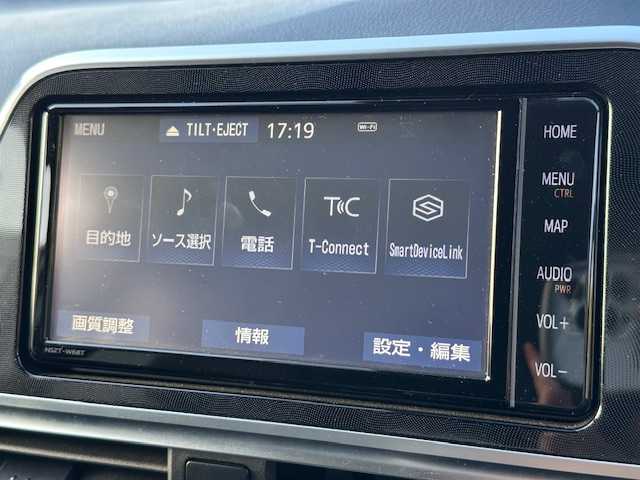 MENU
TILT·EJECT
17:19
Wi-Fi
目的地
ソース選択
電話
T-Connect
SmartDeviceLink
画質調整
情報
設定・編集
NSZT-W68T
HOME
MENU
CTRL
MAP
AUDIO
PWR
VOL+
VOL-